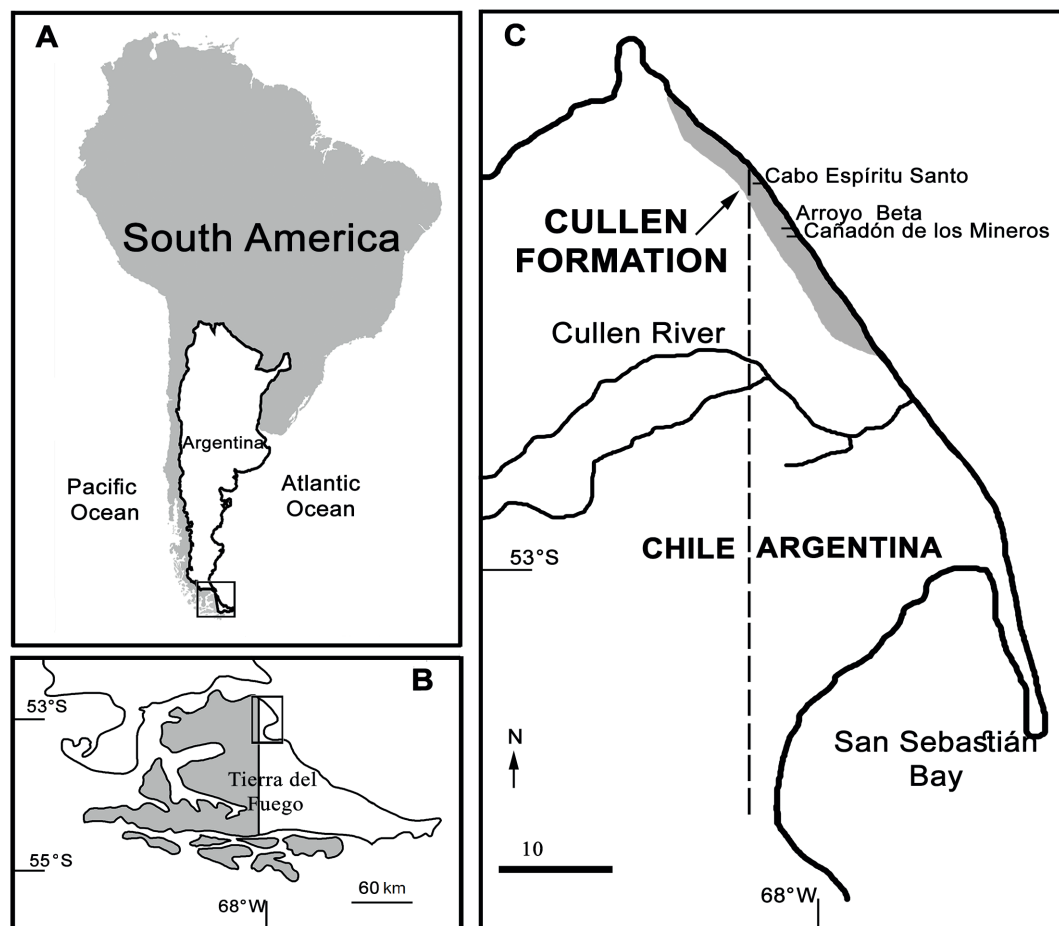 A
South America
Argentina
Pacific
Ocean
Atlantic
Ocean
B
53°S
Tierra del
Fuego
55°S
68°W
60 km
C
Cabo Espíritu Santo
Arroyo Beta
Cañadón de los Mineros
CULLEN
FORMATION
Cullen River
CHILE
ARGENTINA
53°S
San Sebastián
Bay
N
10
68°W